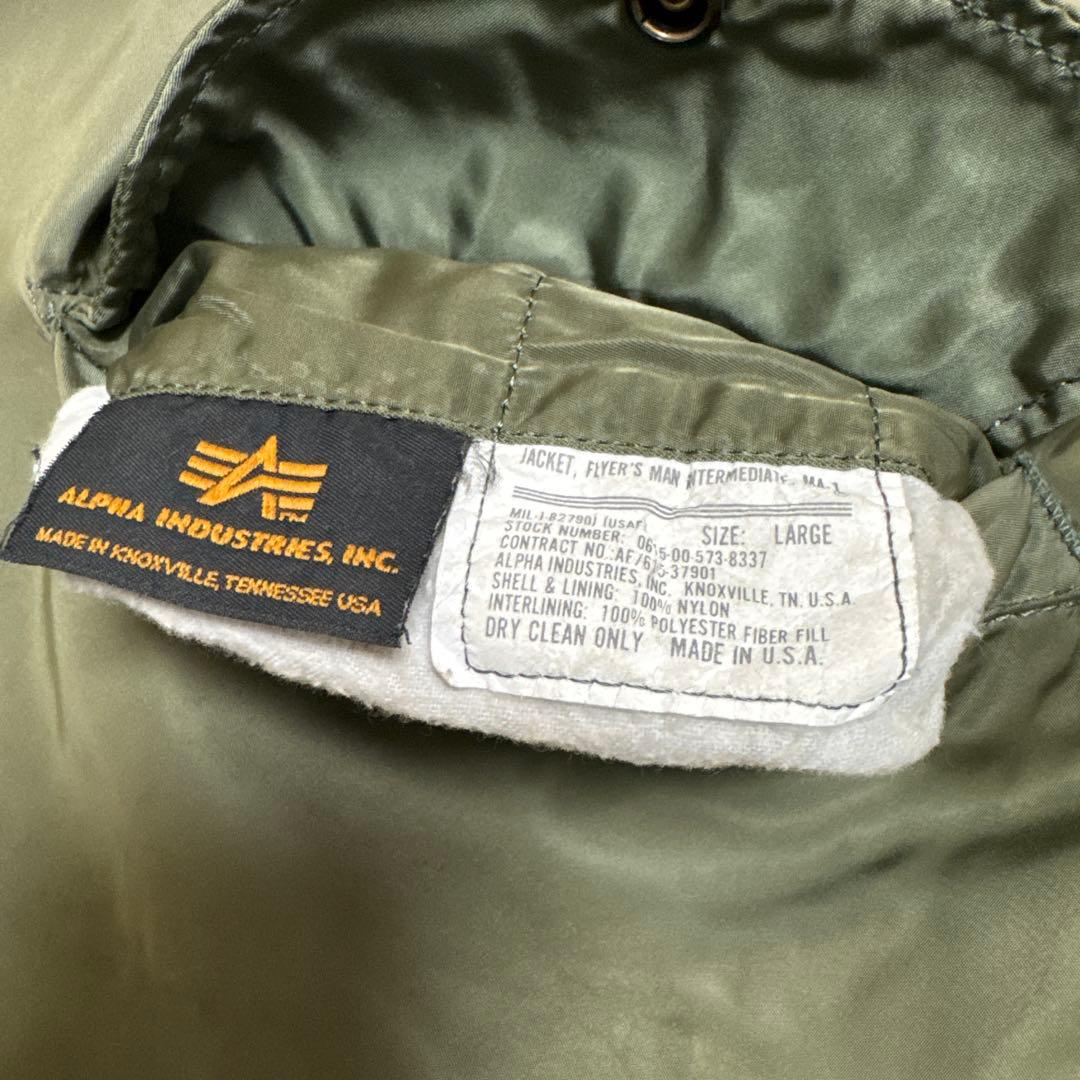 ALPHA INDUSTRIES, INC.
MADE IN KNOXVILLE, TENNESSEE USA
JACKET, FLYER'S MAN INTERMEDIATE, MA-1
MIL-J-82790J (USAF)
SIZE: LARGE
STOCK NUMBER: 0615-00-573-8337
CONTRACT NO.:AF/615-37901
ALPHA INDUSTRIES, INC. KNOXVILLE, TN. U.S.A.
SHELL & LINING: 100% NYLON
INTERLINING: 100% POLYESTER FIBER FILL
DRY CLEAN ONLY MADE IN U.S.A.